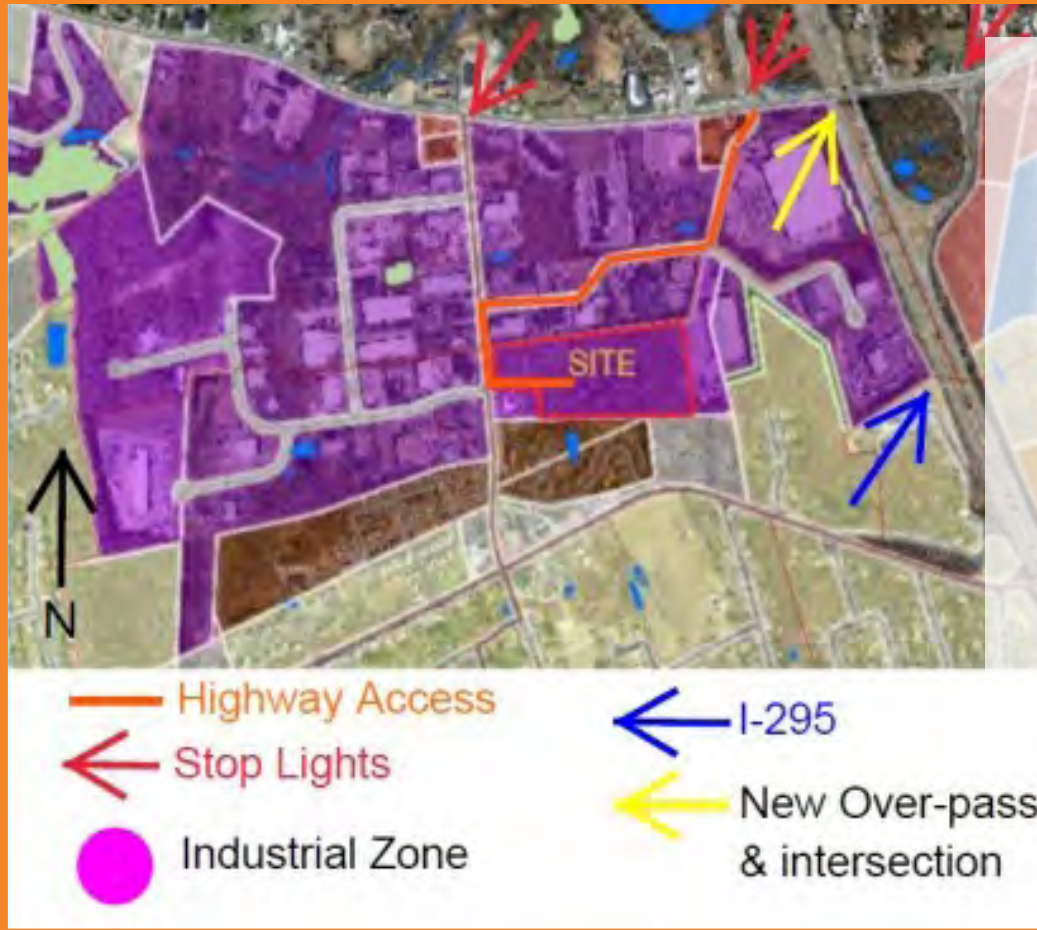 SITE
N
Highway Access
Stop Lights
Industrial Zone
I-295
New Over-pass
& intersection